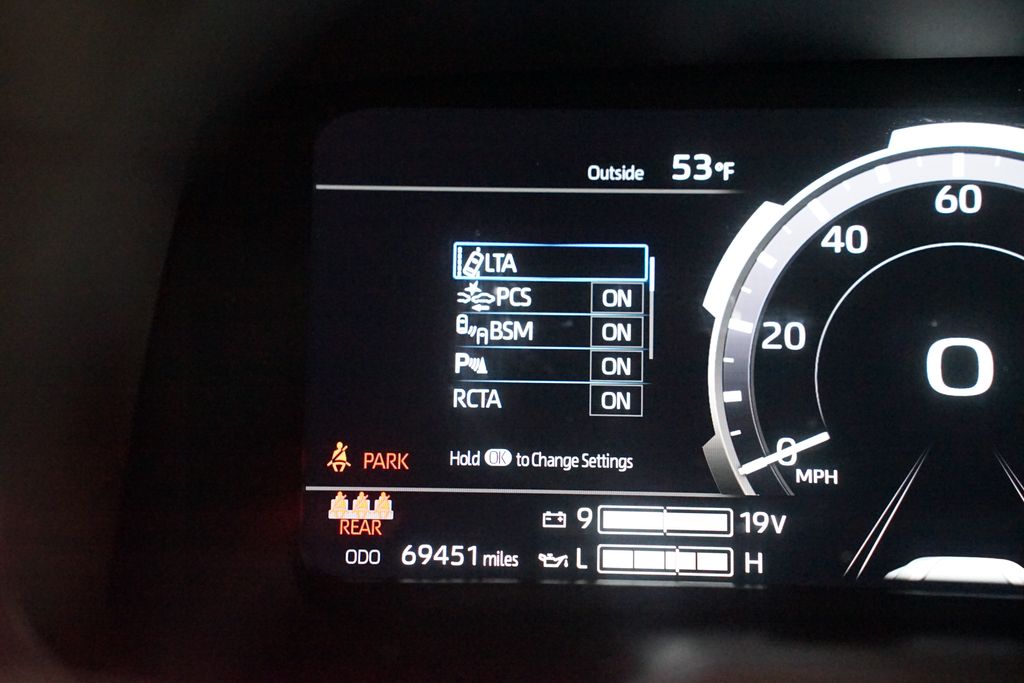 Outside 53°F
LTA
PCS ON
BSM ON
P ON
RCTA ON
Hold OK to Change Settings
PARK
REAR
ODO 69451 miles
9 19V
L H
60
40
20
0
MPH
0